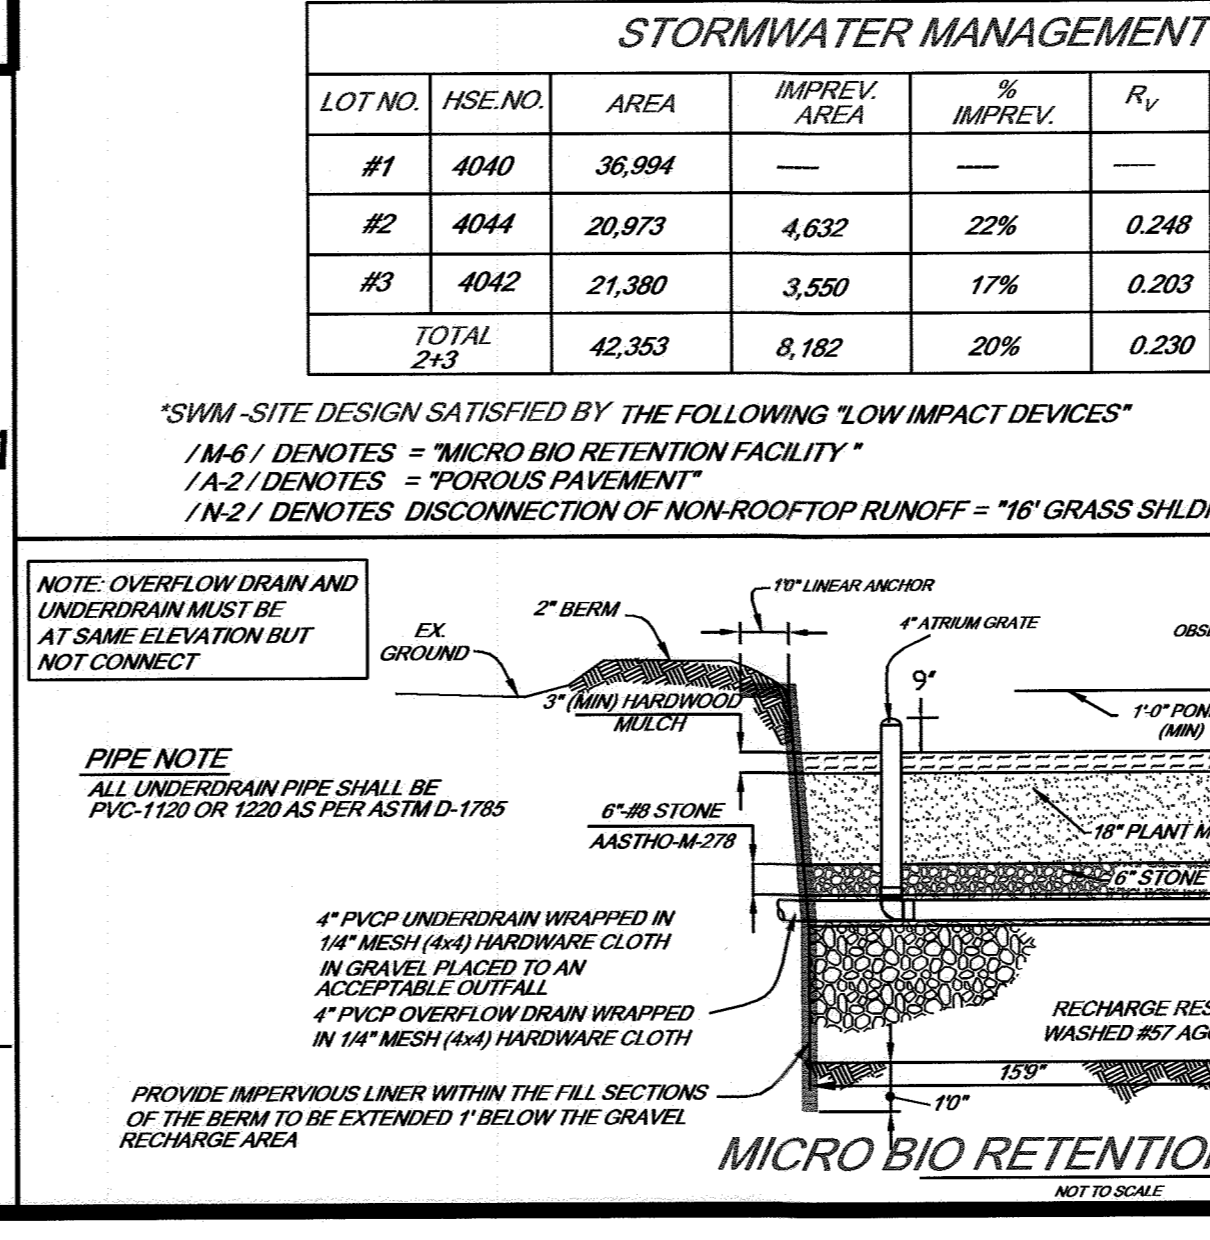 STORMWATER MANAGEMENT
LOT NO. HSE.NO. AREA IMPREV. AREA % IMPREV. RV
#1 4040 36,994 ---- ---- ----
#2 4044 20,973 4,632 22% 0.248
#3 4042 21,380 3,550 17% 0.203
TOTAL 2+3 42,353 8,182 20% 0.230
*SWM -SITE DESIGN SATISFIED BY THE FOLLOWING "LOW IMPACT DEVICES"
/ M-6 / DENOTES = "MICRO BIO RETENTION FACILITY "
/ A-2 / DENOTES = "POROUS PAVEMENT"
/ N-2 / DENOTES DISCONNECTION OF NON-ROOFTOP RUNOFF = "16' GRASS
NOTE: OVERFLOW DRAIN AND
UNDERDRAIN MUST BE
AT SAME ELEVATION BUT
NOT CONNECT
1'0" LINEAR ANCHOR
2" BERM
4" ATRIUM GRATE
EX.
GROUND
9"
3" (MIN) HARDWOOD
MULCH
1'-0"
(MIN)
PIPE NOTE
ALL UNDERDRAIN PIPE SHALL BE
PVC-1120 OR 1220 AS PER ASTM D-1785
6"-#8 STONE
AASTHO-M-278
18" PLANT
6" STONE
4" PVCP UNDERDRAIN WRAPPED IN
1/4" MESH (4x4) HARDWARE CLOTH
IN GRAVEL PLACED TO AN
ACCEPTABLE OUTFALL
4" PVCP OVERFLOW DRAIN WRAPPED
IN 1/4" MESH (4x4) HARDWARE CLOTH
RECHARGE
WASHED #57
15'9"
PROVIDE IMPERVIOUS LINER WITHIN THE FILL SECTIONS
OF THE BERM TO BE EXTENDED 1' BELOW THE GRAVEL
RECHARGE AREA
1'0"
MICRO BIO RETENTION
NOT TO SCALE